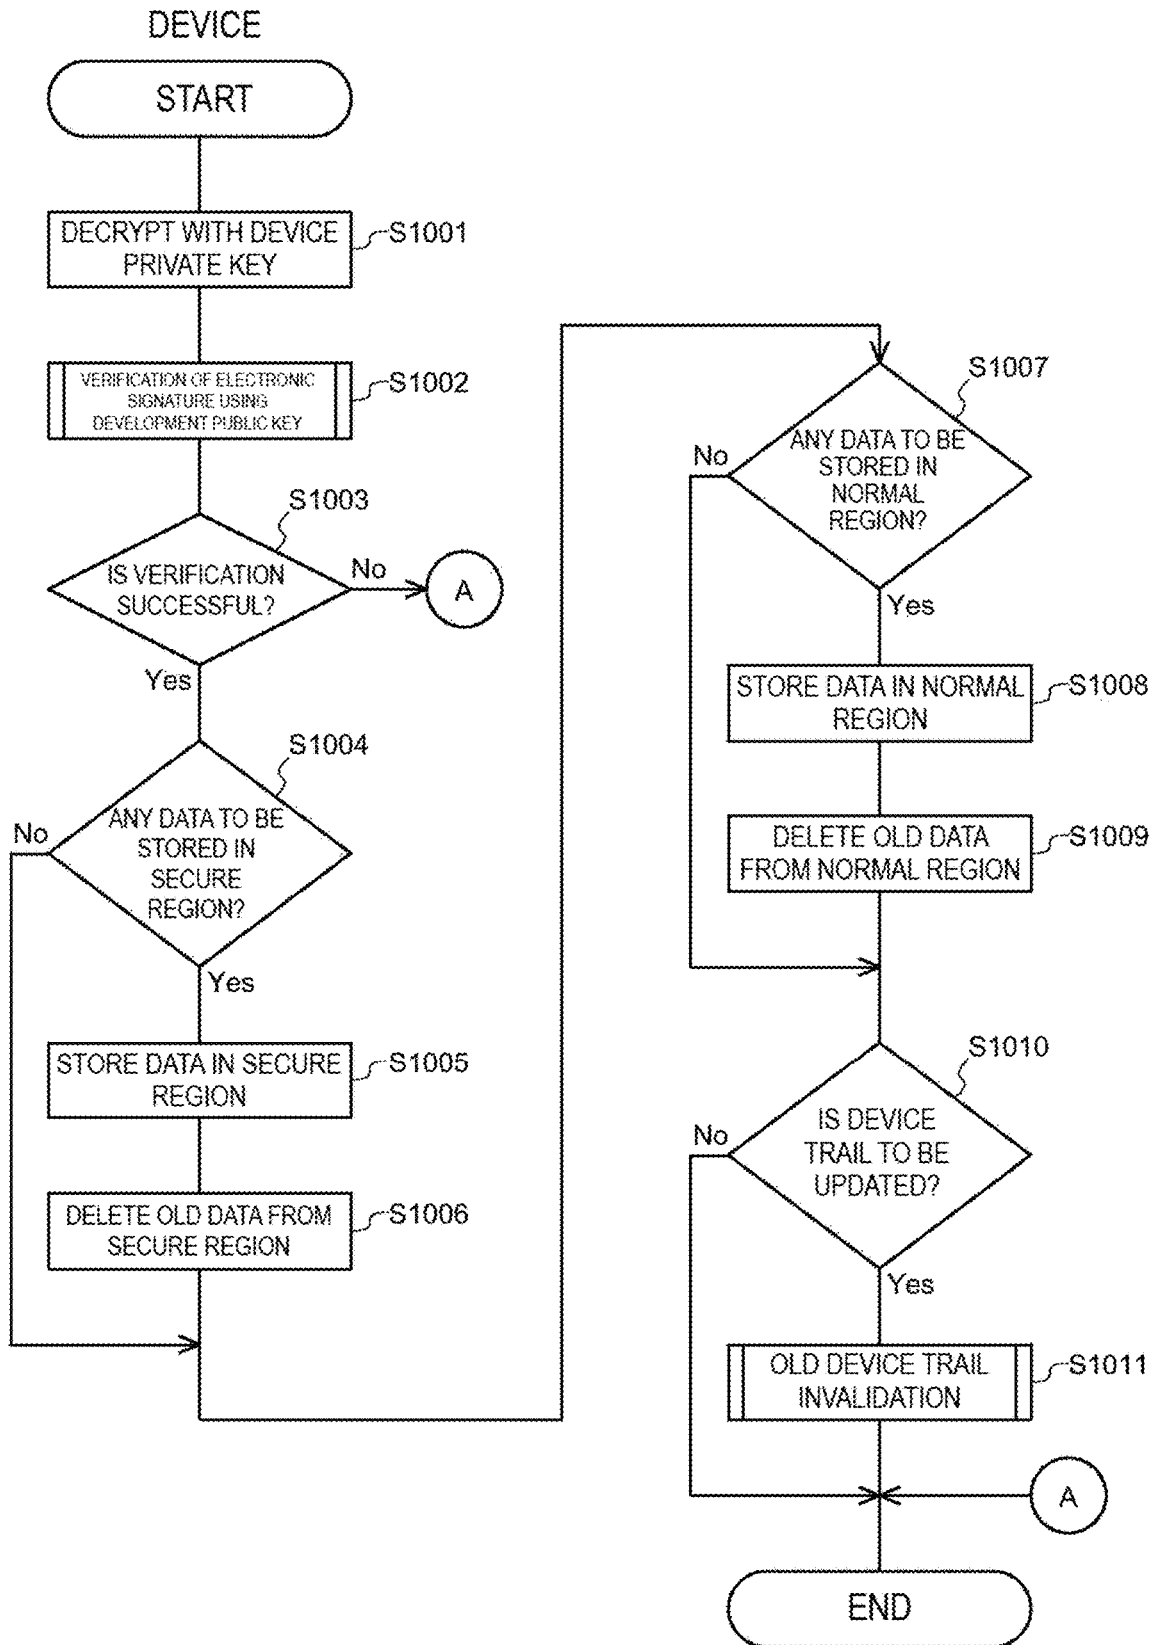 DEVICE
START
DECRYPT WITH DEVICE
PRIVATE KEY
S1001
VERIFICATION OF ELECTRONIC
SIGNATURE USING
DEVELOPMENT PUBLIC KEY
S1002
S1003
IS VERIFICATION
SUCCESSFUL?
No
A
Yes
S1004
ANY DATA TO BE
STORED IN
SECURE
REGION?
No
Yes
STORE DATA IN SECURE
REGION
S1005
DELETE OLD DATA FROM
SECURE REGION
S1006
S1007
ANY DATA TO BE
STORED IN
NORMAL
REGION?
No
Yes
STORE DATA IN NORMAL
REGION
S1008
DELETE OLD DATA
FROM NORMAL REGION
S1009
S1010
IS DEVICE
TRAIL TO BE
UPDATED?
No
Yes
OLD DEVICE TRAIL
INVALIDATION
S1011
A
END